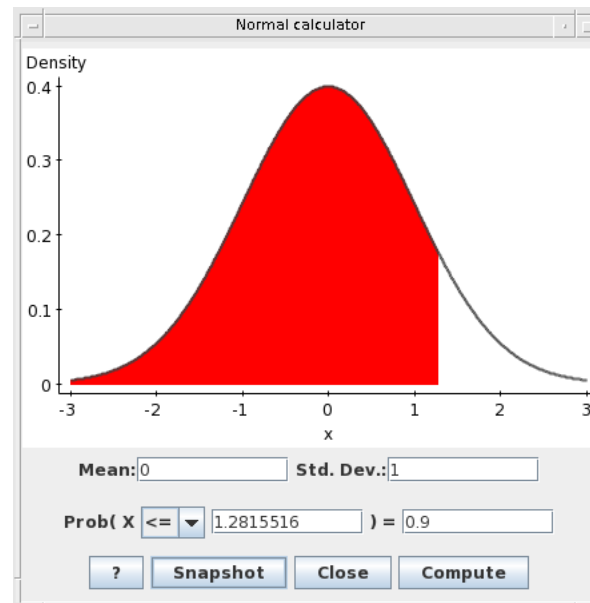 Normal calculator
Density
0.4
0.3
0.2
0.1
0
-3 -2 -1 0 1 2 3
x
Mean: 0 Std. Dev.: 1
Prob( X <= 1.2815516 ) = 0.9
? Snapshot Close Compute